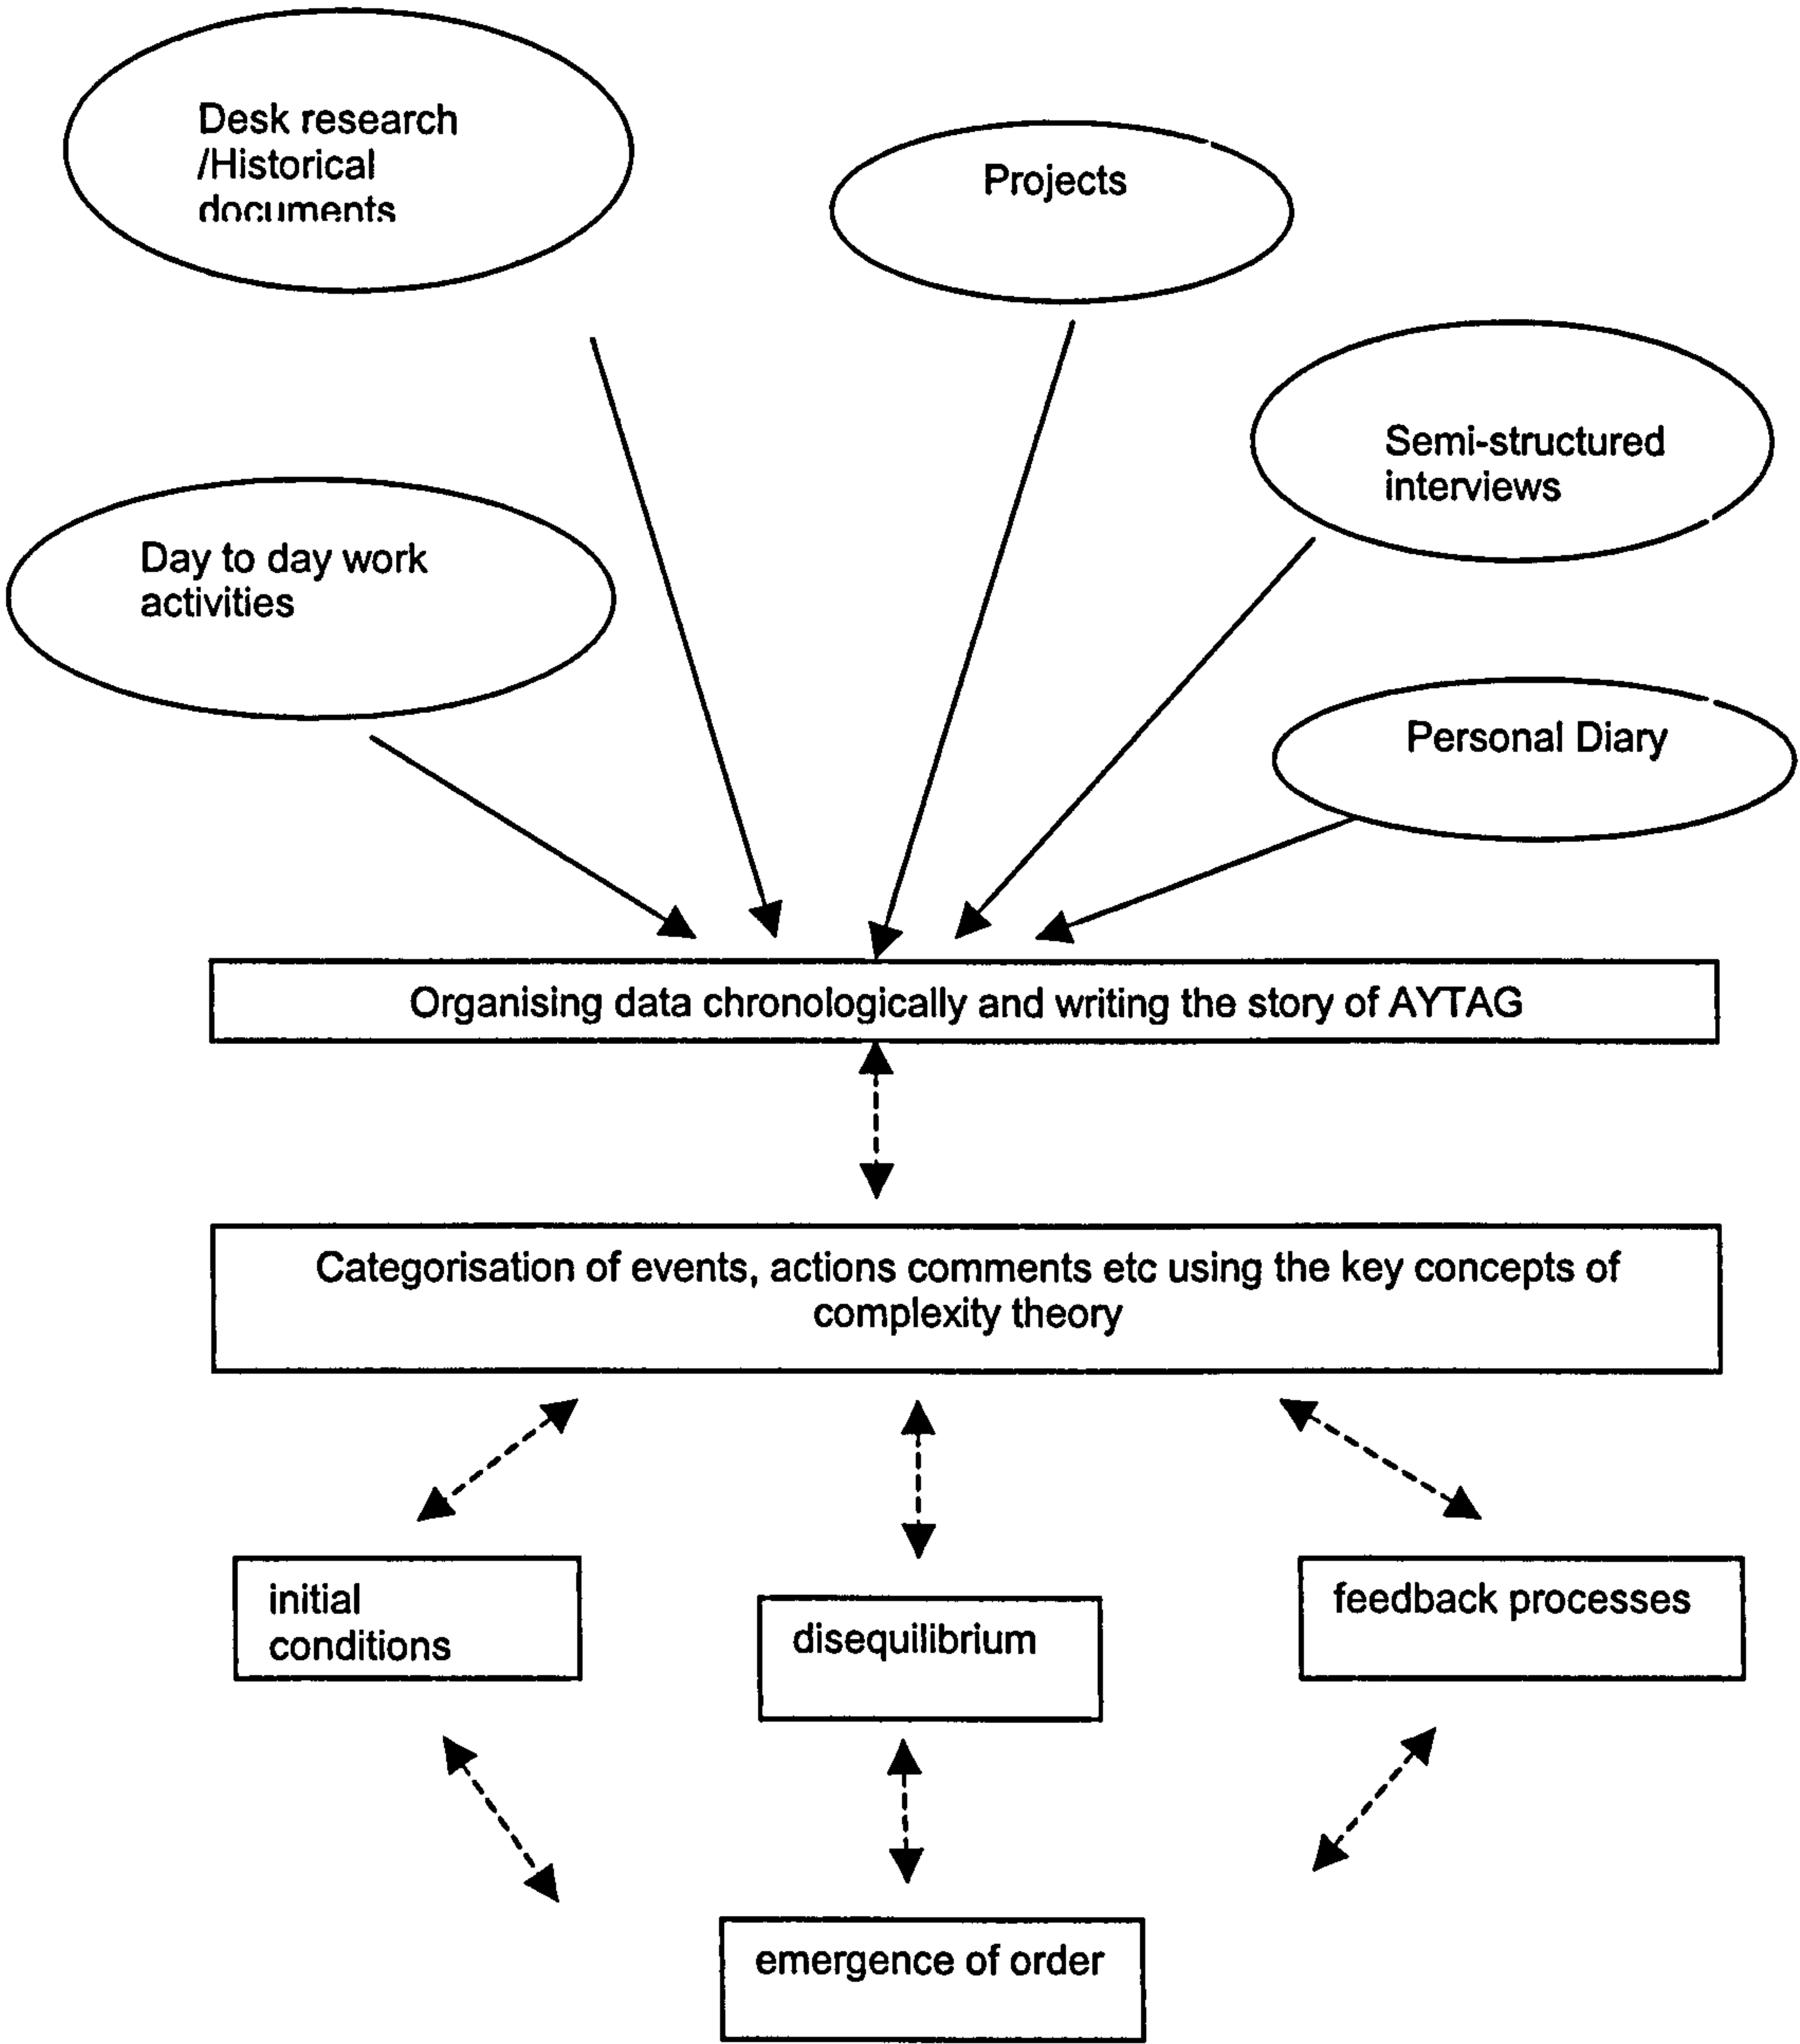 Desk research
/Historical
documents
Projects
Semi-structured
interviews
Day to day work
activities
Personal Diary
Organising data chronologically and writing the story of AYTAG
Categorisation of events, actions comments etc using the key concepts of
complexity theory
initial
conditions
disequilibrium
feedback processes
emergence of order